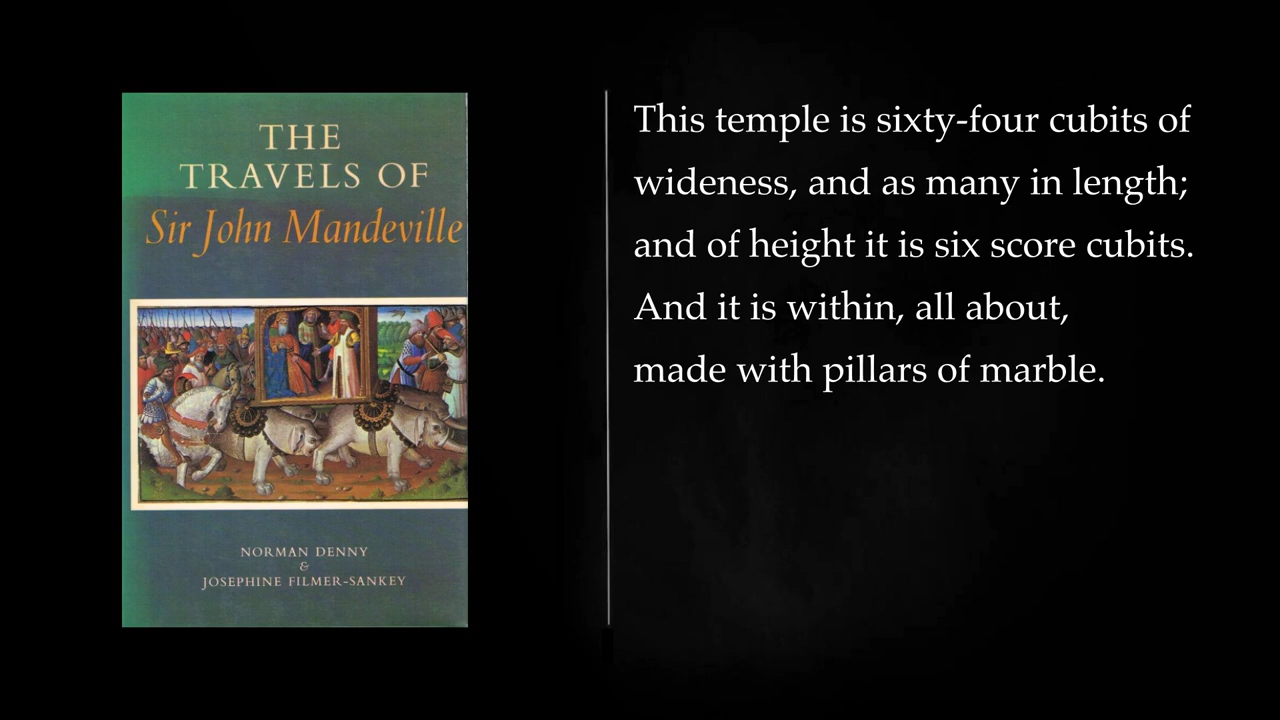 THE
TRAVELS OF
Sir John Mandeville
NORMAN DENNY
&
JOSEPHINE FILMER-SANKEY
This temple is sixty-four cubits of
wideness, and as many in length;
and of height it is six score cubits.
And it is within, all about,
made with pillars of marble.